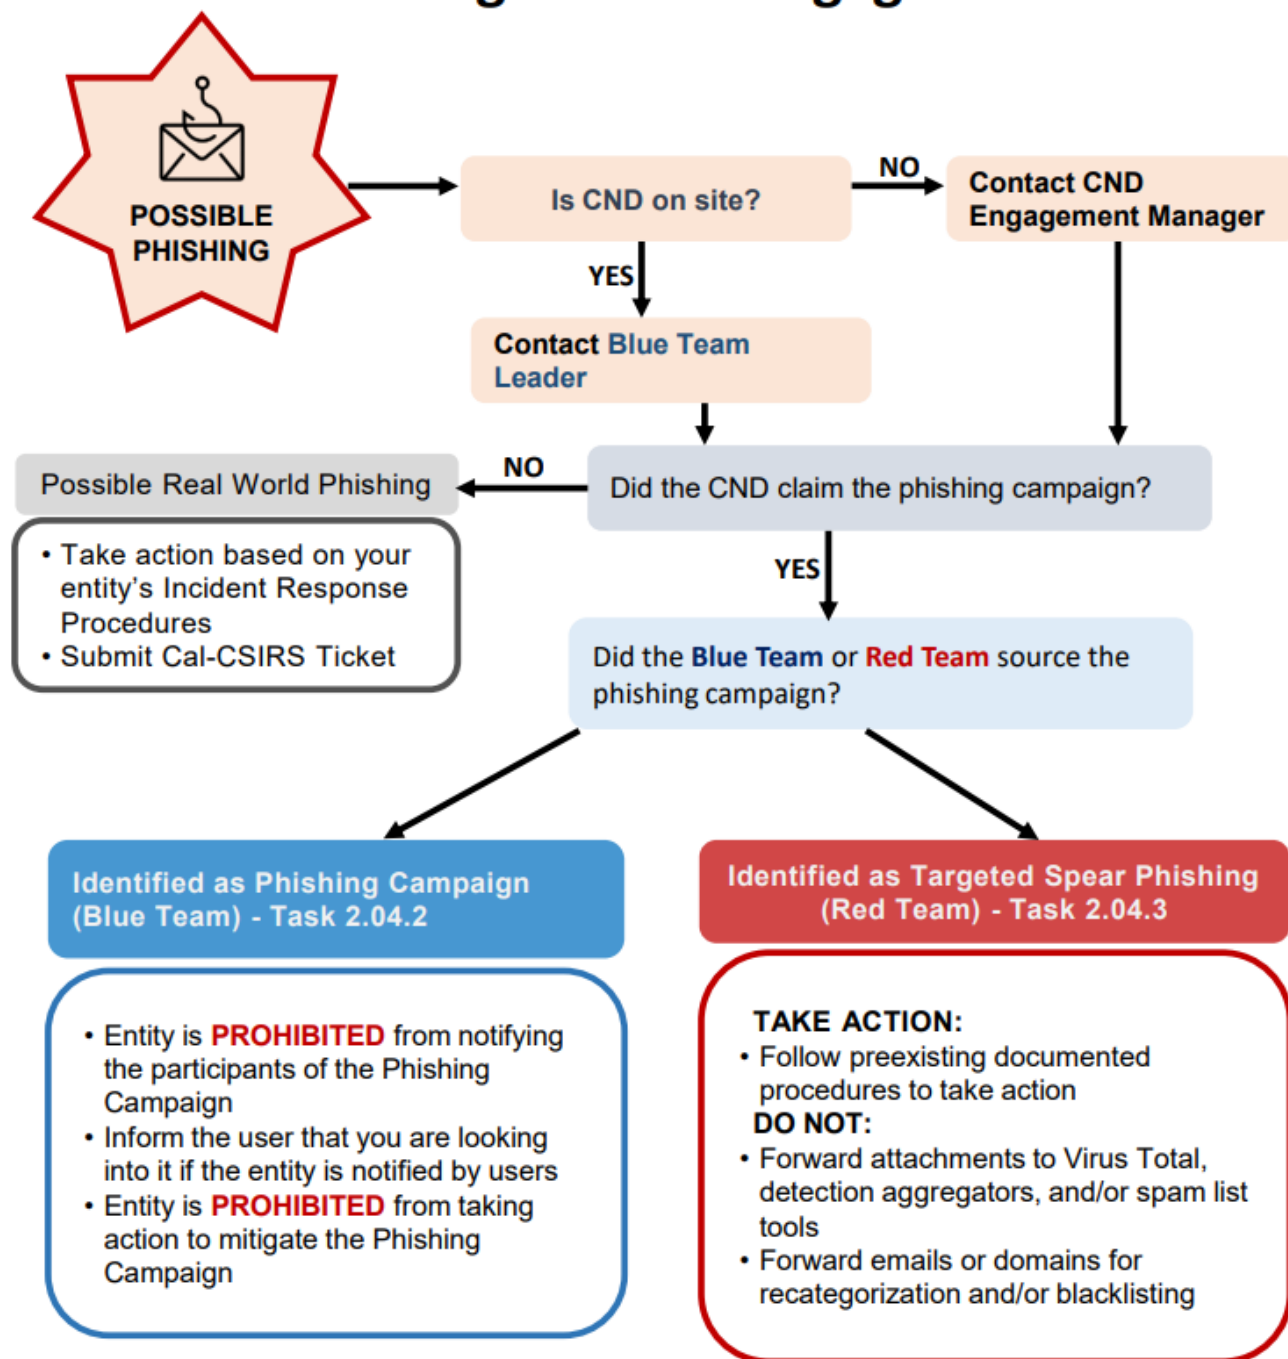 POSSIBLE
PHISHING
Is CND on site?
NO
Contact CND
Engagement Manager
YES
Contact Blue Team
Leader
Possible Real World Phishing
NO
Did the CND claim the phishing campaign?
• Take action based on your
entity’s Incident Response
Procedures
• Submit Cal-CSIRS Ticket
YES
Did the Blue Team or Red Team source the
phishing campaign?
Identified as Phishing Campaign
(Blue Team) - Task 2.04.2
• Entity is PROHIBITED from notifying
the participants of the Phishing
Campaign
• Inform the user that you are looking
into it if the entity is notified by users
• Entity is PROHIBITED from taking
action to mitigate the Phishing
Campaign
Identified as Targeted Spear Phishing
(Red Team) - Task 2.04.3
TAKE ACTION:
• Follow preexisting documented
procedures to take action
DO NOT:
• Forward attachments to Virus Total,
detection aggregators, and/or spam list
tools
• Forward emails or domains for
recategorization and/or blacklisting